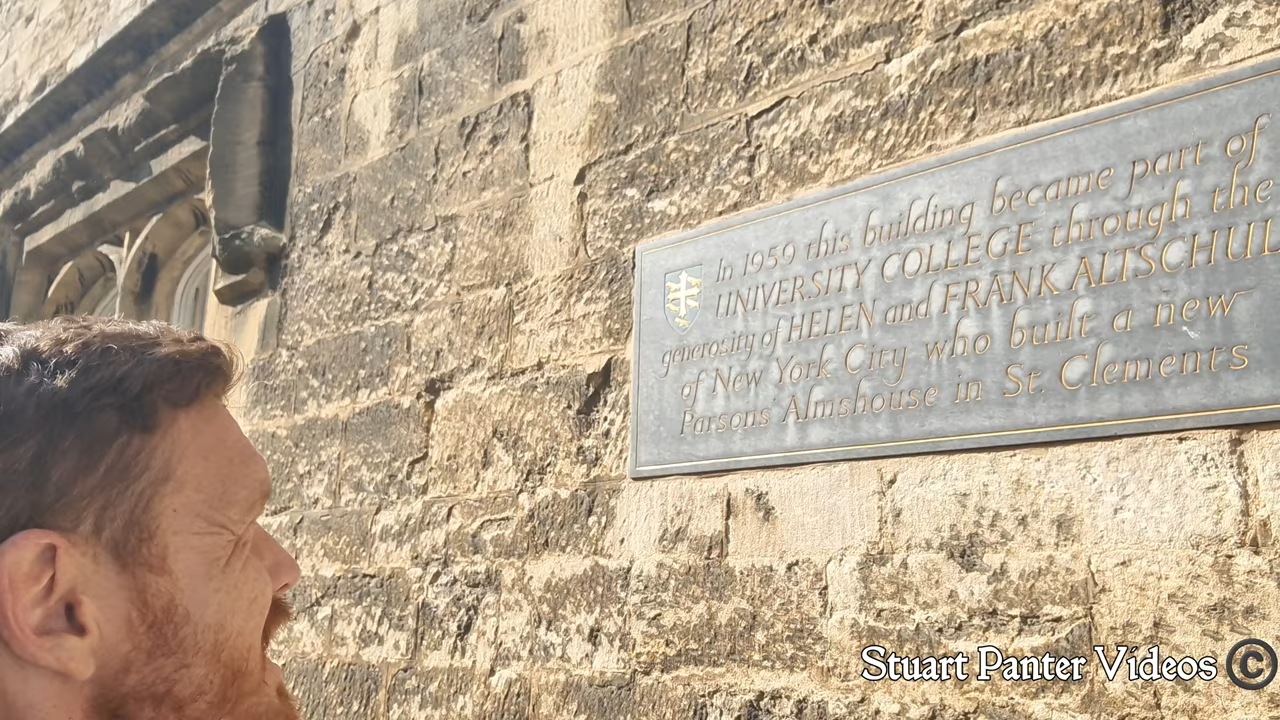 In 1959 this building became part of
UNIVERSITY COLLEGE through the
generosity of HELEN and FRANK ALTSCHUL
of New York City who built a new
Parsons' Almshouse in St. Clements
Stuart Panter Videos ©